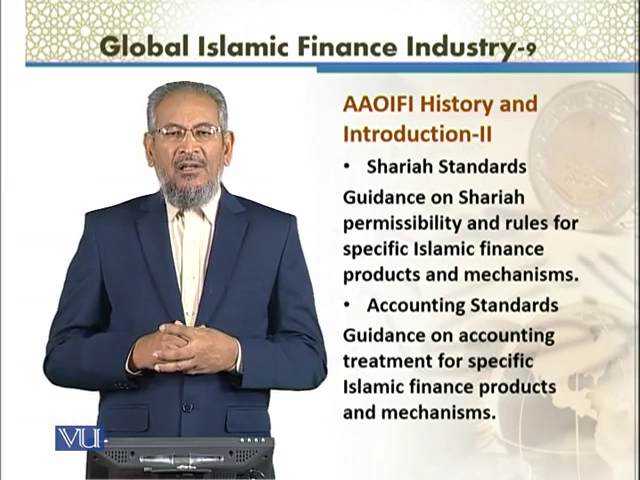 Global Islamic Finance Industry-9
AAOIFI History and
Introduction-II
• Shariah Standards
Guidance on Shariah
permissibility and rules for
specific Islamic finance
products and mechanisms.
• Accounting Standards
Guidance on accounting
treatment for specific
Islamic finance products
and mechanisms.
VU